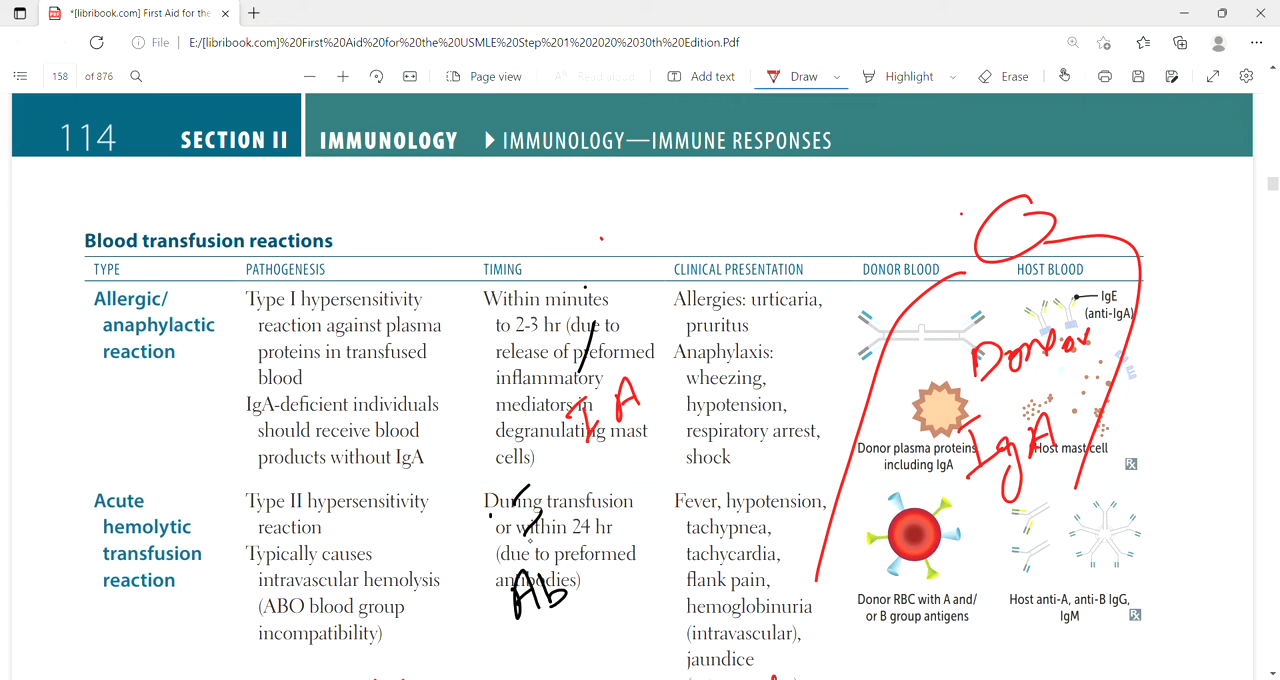 *[libribook.com] First Aid for the
File E:/[libribook.com]%20First%20Aid%20for%20the%20USMLE%20Step%201%202020%2030th%20Edition.Pdf
158 of 876 Page view Read aloud Add text Draw Highlight Erase
114 SECTION II IMMUNOLOGY IMMUNOLOGY—IMMUNE RESPONSES
Blood transfusion reactions
TYPE PATHOGENESIS TIMING CLINICAL PRESENTATION DONOR BLOOD HOST BLOOD
Allergic/
anaphylactic
reaction
Type I hypersensitivity
reaction against plasma
proteins in transfused
blood
IgA-deficient individuals
should receive blood
products without IgA
Within minutes
to 2-3 hr (due to
release of preformed
inflammatory
mediators in
degranulating mast
cells)
I A
Allergies: urticaria,
pruritus
Anaphylaxis:
wheezing,
hypotension,
respiratory arrest,
shock
IgE
(anti-IgA)
Donor
IgA
Donor plasma proteins
including IgA
Host mast cell
Acute
hemolytic
transfusion
reaction
Type II hypersensitivity
reaction
Typically causes
intravascular hemolysis
(ABO blood group
incompatibility)
During transfusion
or within 24 hr
(due to preformed
antibodies)
Ab
Fever, hypotension,
tachypnea,
tachycardia,
flank pain,
hemoglobinuria
(intravascular),
jaundice
Donor RBC with A and/
or B group antigens
Host anti-A, anti-B IgG,
IgM